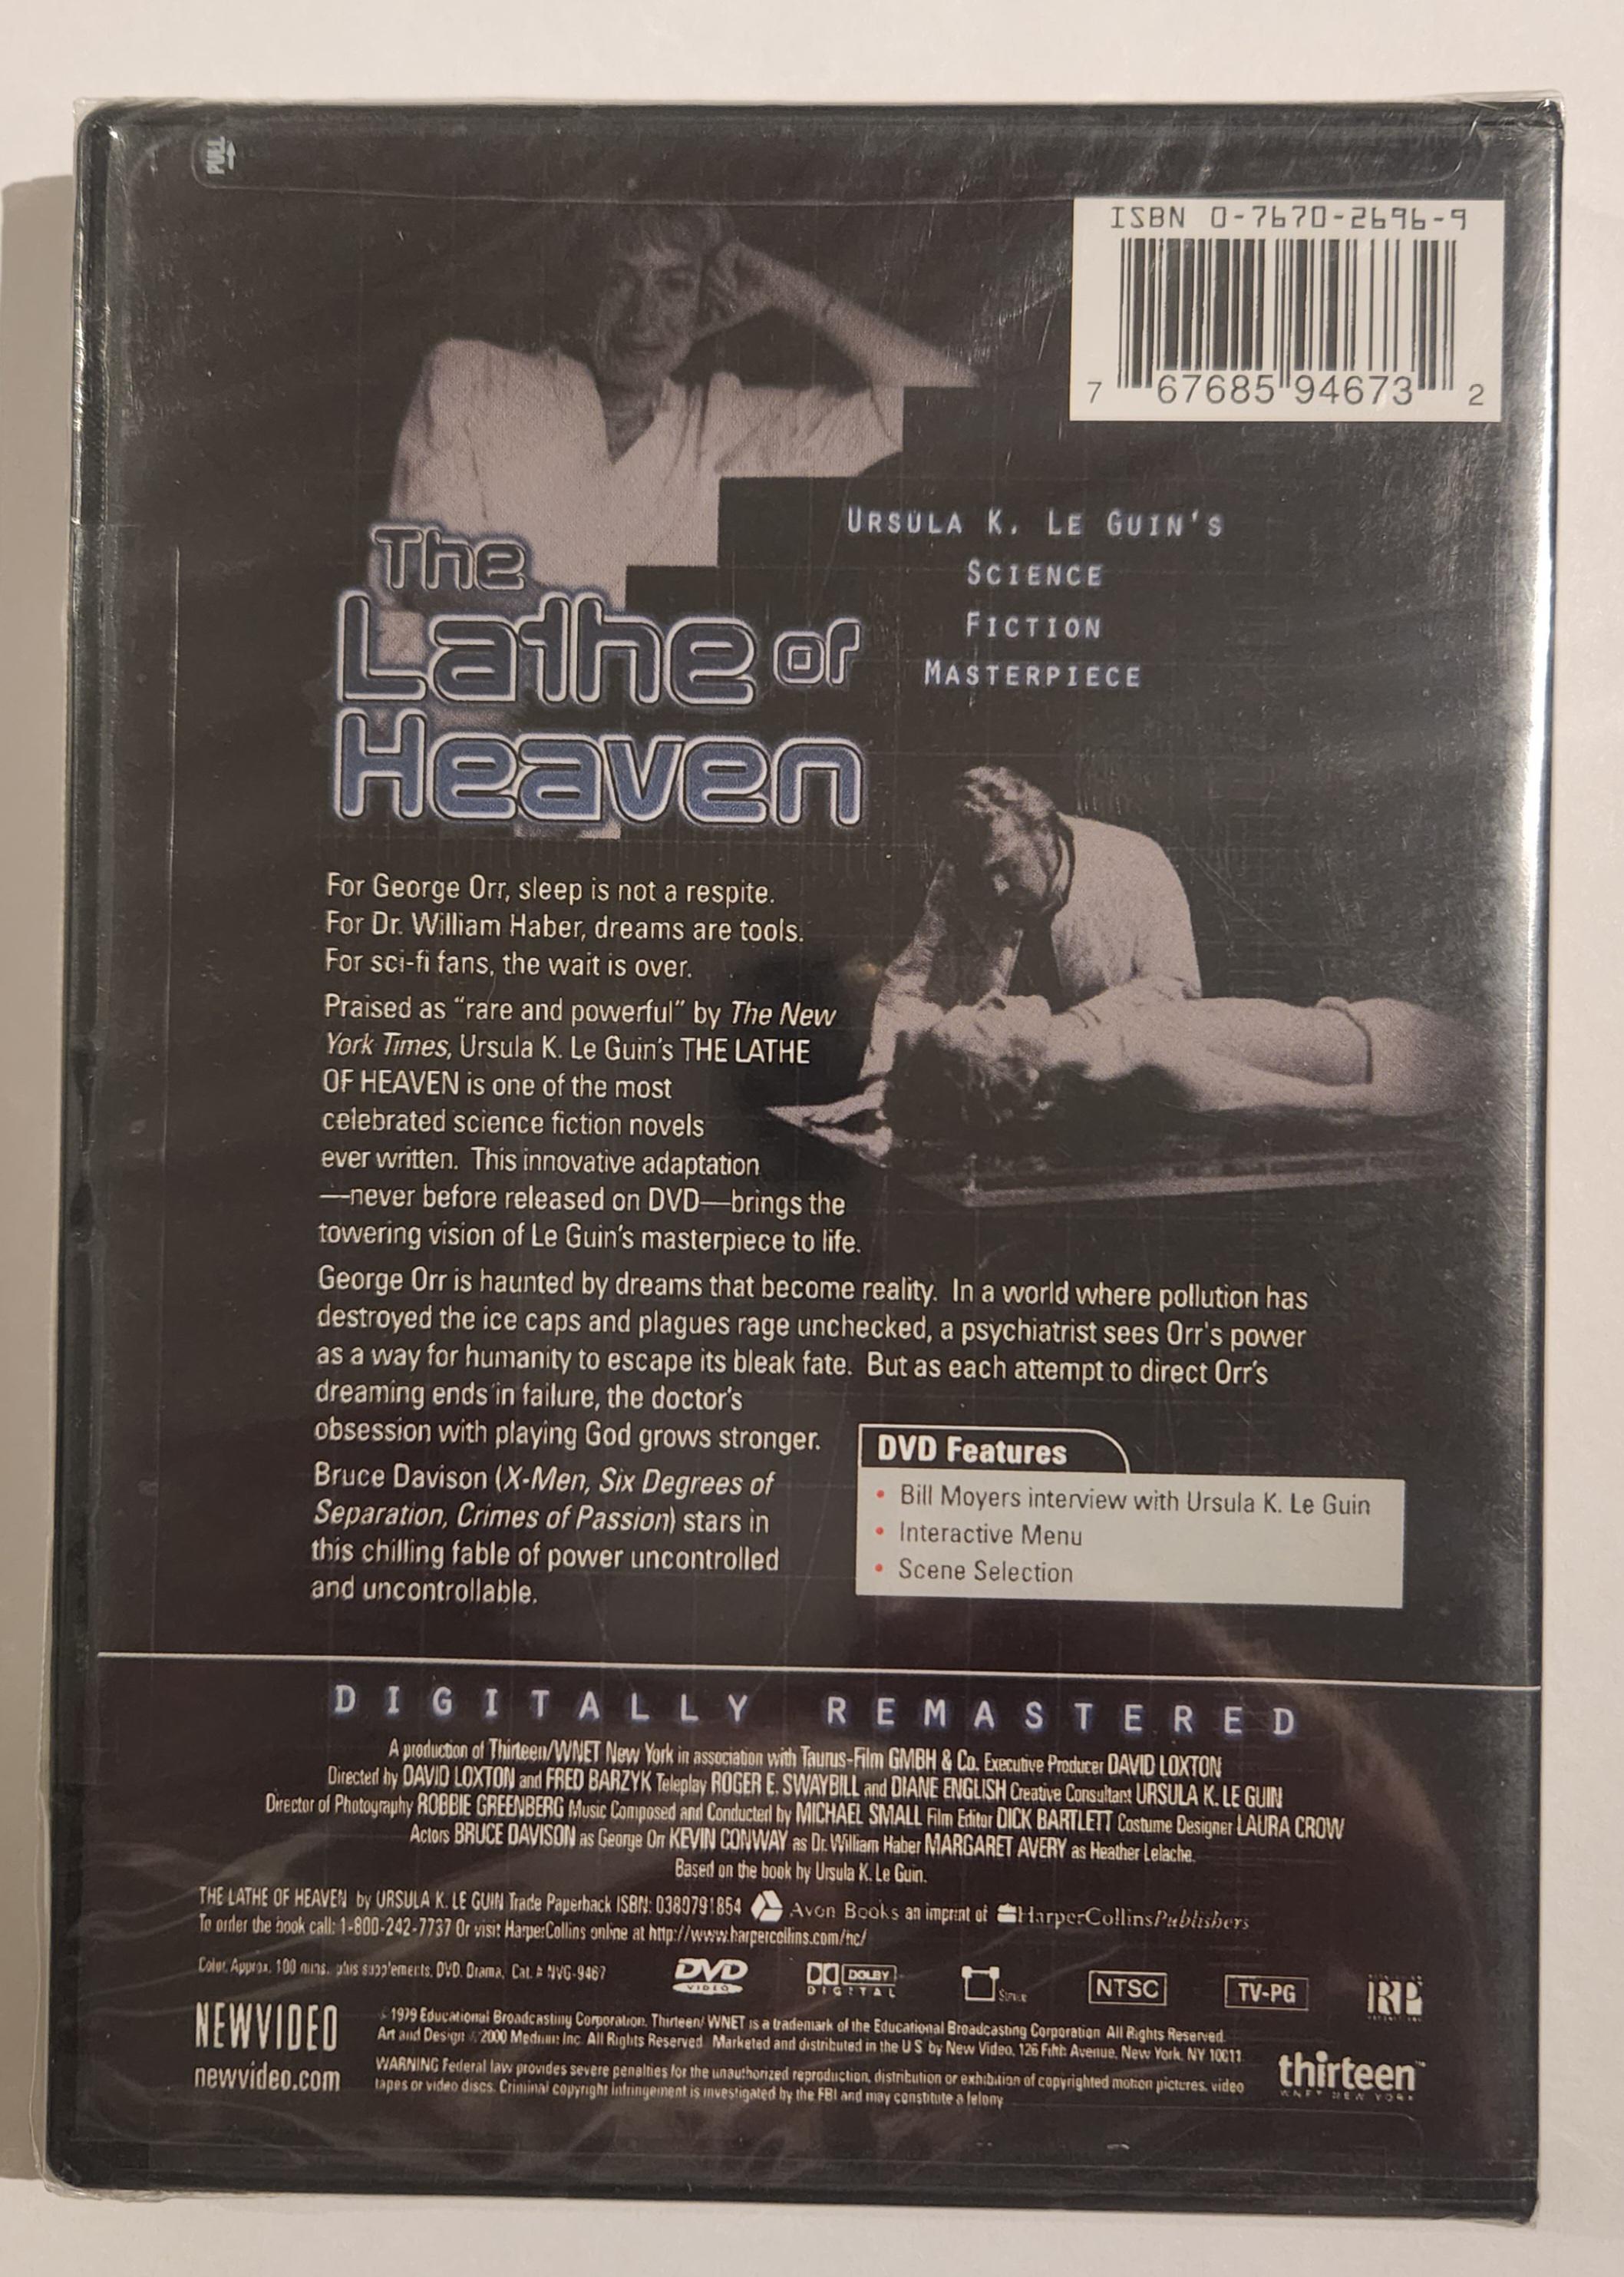 PULL
ISBN 0-7670-2696-9
7 67685 94673 2
URSULA K. LE GUIN'S
SCIENCE
FICTION
MASTERPIECE
The
Lathe of
Heaven
For George Orr, sleep is not a respite.
For Dr. William Haber, dreams are tools.
For sci-fi fans, the wait is over.
Praised as “rare and powerful” by The New
York Times, Ursula K. Le Guin's THE LATHE
OF HEAVEN is one of the most
celebrated science fiction novels
ever written. This innovative adaptation
—never before released on DVD—brings the
towering vision of Le Guin's masterpiece to life.
George Orr is haunted by dreams that become reality. In a world where pollution has
destroyed the ice caps and plagues rage unchecked, a psychiatrist sees Orr's power
as a way for humanity to escape its bleak fate. But as each attempt to direct Orr's
dreaming ends in failure, the doctor's
obsession with playing God grows stronger.
Bruce Davison (X-Men, Six Degrees of
Separation, Crimes of Passion) stars in
this chilling fable of power uncontrolled
and uncontrollable.
DVD Features
• Bill Moyers interview with Ursula K. Le Guin
• Interactive Menu
• Scene Selection
DIGITALLY REMASTERED
A production of Thirteen/WNET New York in association with Taurus-Film GMBH & Co. Executive Producer DAVID LOXTON
Directed by DAVID LOXTON and FRED BARZYK Teleplay ROGER E. SWAYBILL and DIANE ENGLISH Creative Consultant URSULA K. LE GUIN
Director of Photography ROBBIE GREENBERG Music Composed and Conducted by MICHAEL SMALL Film Editor DICK BARTLETT Costume Designer LAURA CROW
Actors BRUCE DAVISON as George Orr KEVIN CONWAY as Dr. William Haber MARGARET AVERY as Heather Lelache.
Based on the book by Ursula K. Le Guin.
THE LATHE OF HEAVEN by URSULA K. LE GUIN Trade Paperback ISBN: 0380791854 Avon Books an imprint of HarperCollinsPublishers
To order the book call: 1-800-242-7737 Or visit HarperCollins online at http://www.harpercollins.com/hc/
Color, Approx. 100 mins. plus supplements, DVD, Drama, Cat. # NVG-9467
DVD VIDEO
DOLBY DIGITAL
NTSC
TV-PG
NEWVIDEO
newvideo.com
1979 Educational Broadcasting Corporation. Thirteen/WNET is a trademark of the Educational Broadcasting Corporation. All Rights Reserved.
Art and Design 2000 Medium Inc. All Rights Reserved. Marketed and distributed in the U.S. by New Video, 126 Fifth Avenue, New York, NY 10011.
WARNING Federal law provides severe penalties for the unauthorized reproduction, distribution or exhibition of copyrighted motion pictures, video
tapes or video discs. Criminal copyright infringement is investigated by the FBI and may constitute a felony
thirteen™
WNET NEW YORK